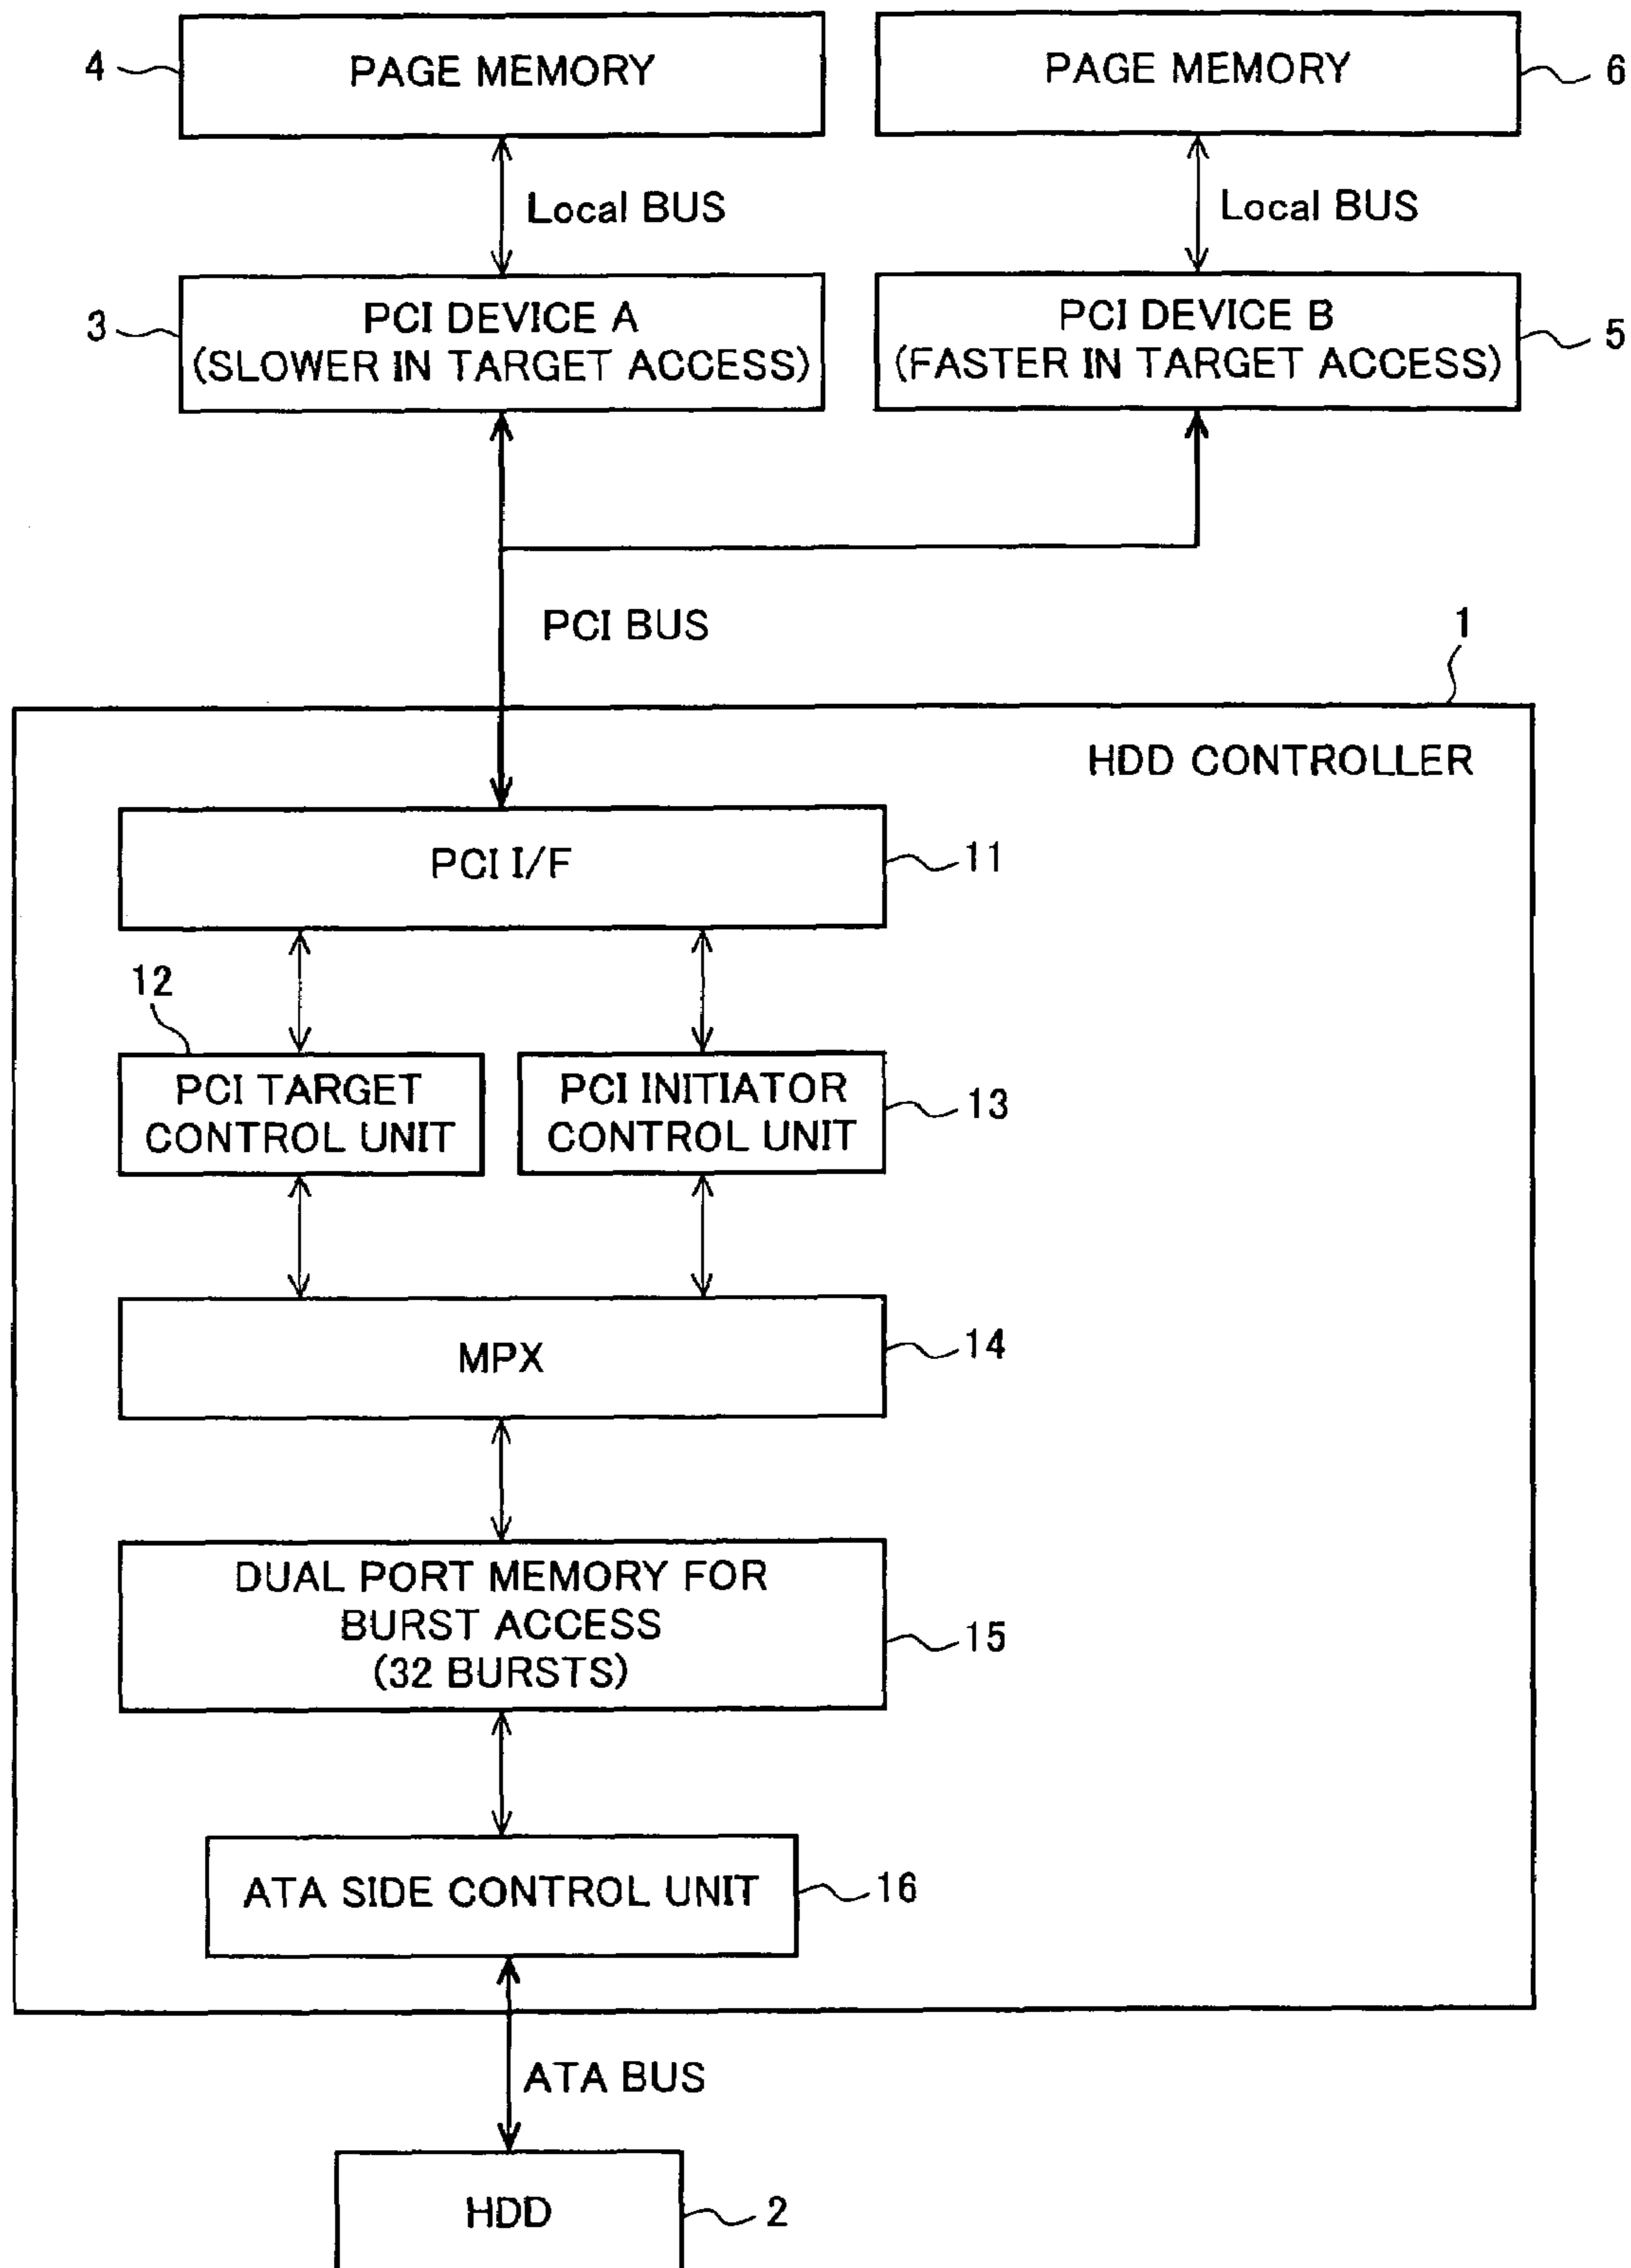 4
PAGE MEMORY
PAGE MEMORY
6
Local BUS
Local BUS
3
PCI DEVICE A
(SLOWER IN TARGET ACCESS)
PCI DEVICE B
(FASTER IN TARGET ACCESS)
5
PCI BUS
1
HDD CONTROLLER
PCI I/F
11
12
PCI TARGET
CONTROL UNIT
PCI INITIATOR
CONTROL UNIT
13
MPX
14
DUAL PORT MEMORY FOR
BURST ACCESS
(32 BURSTS)
15
ATA SIDE CONTROL UNIT
16
ATA BUS
HDD
2